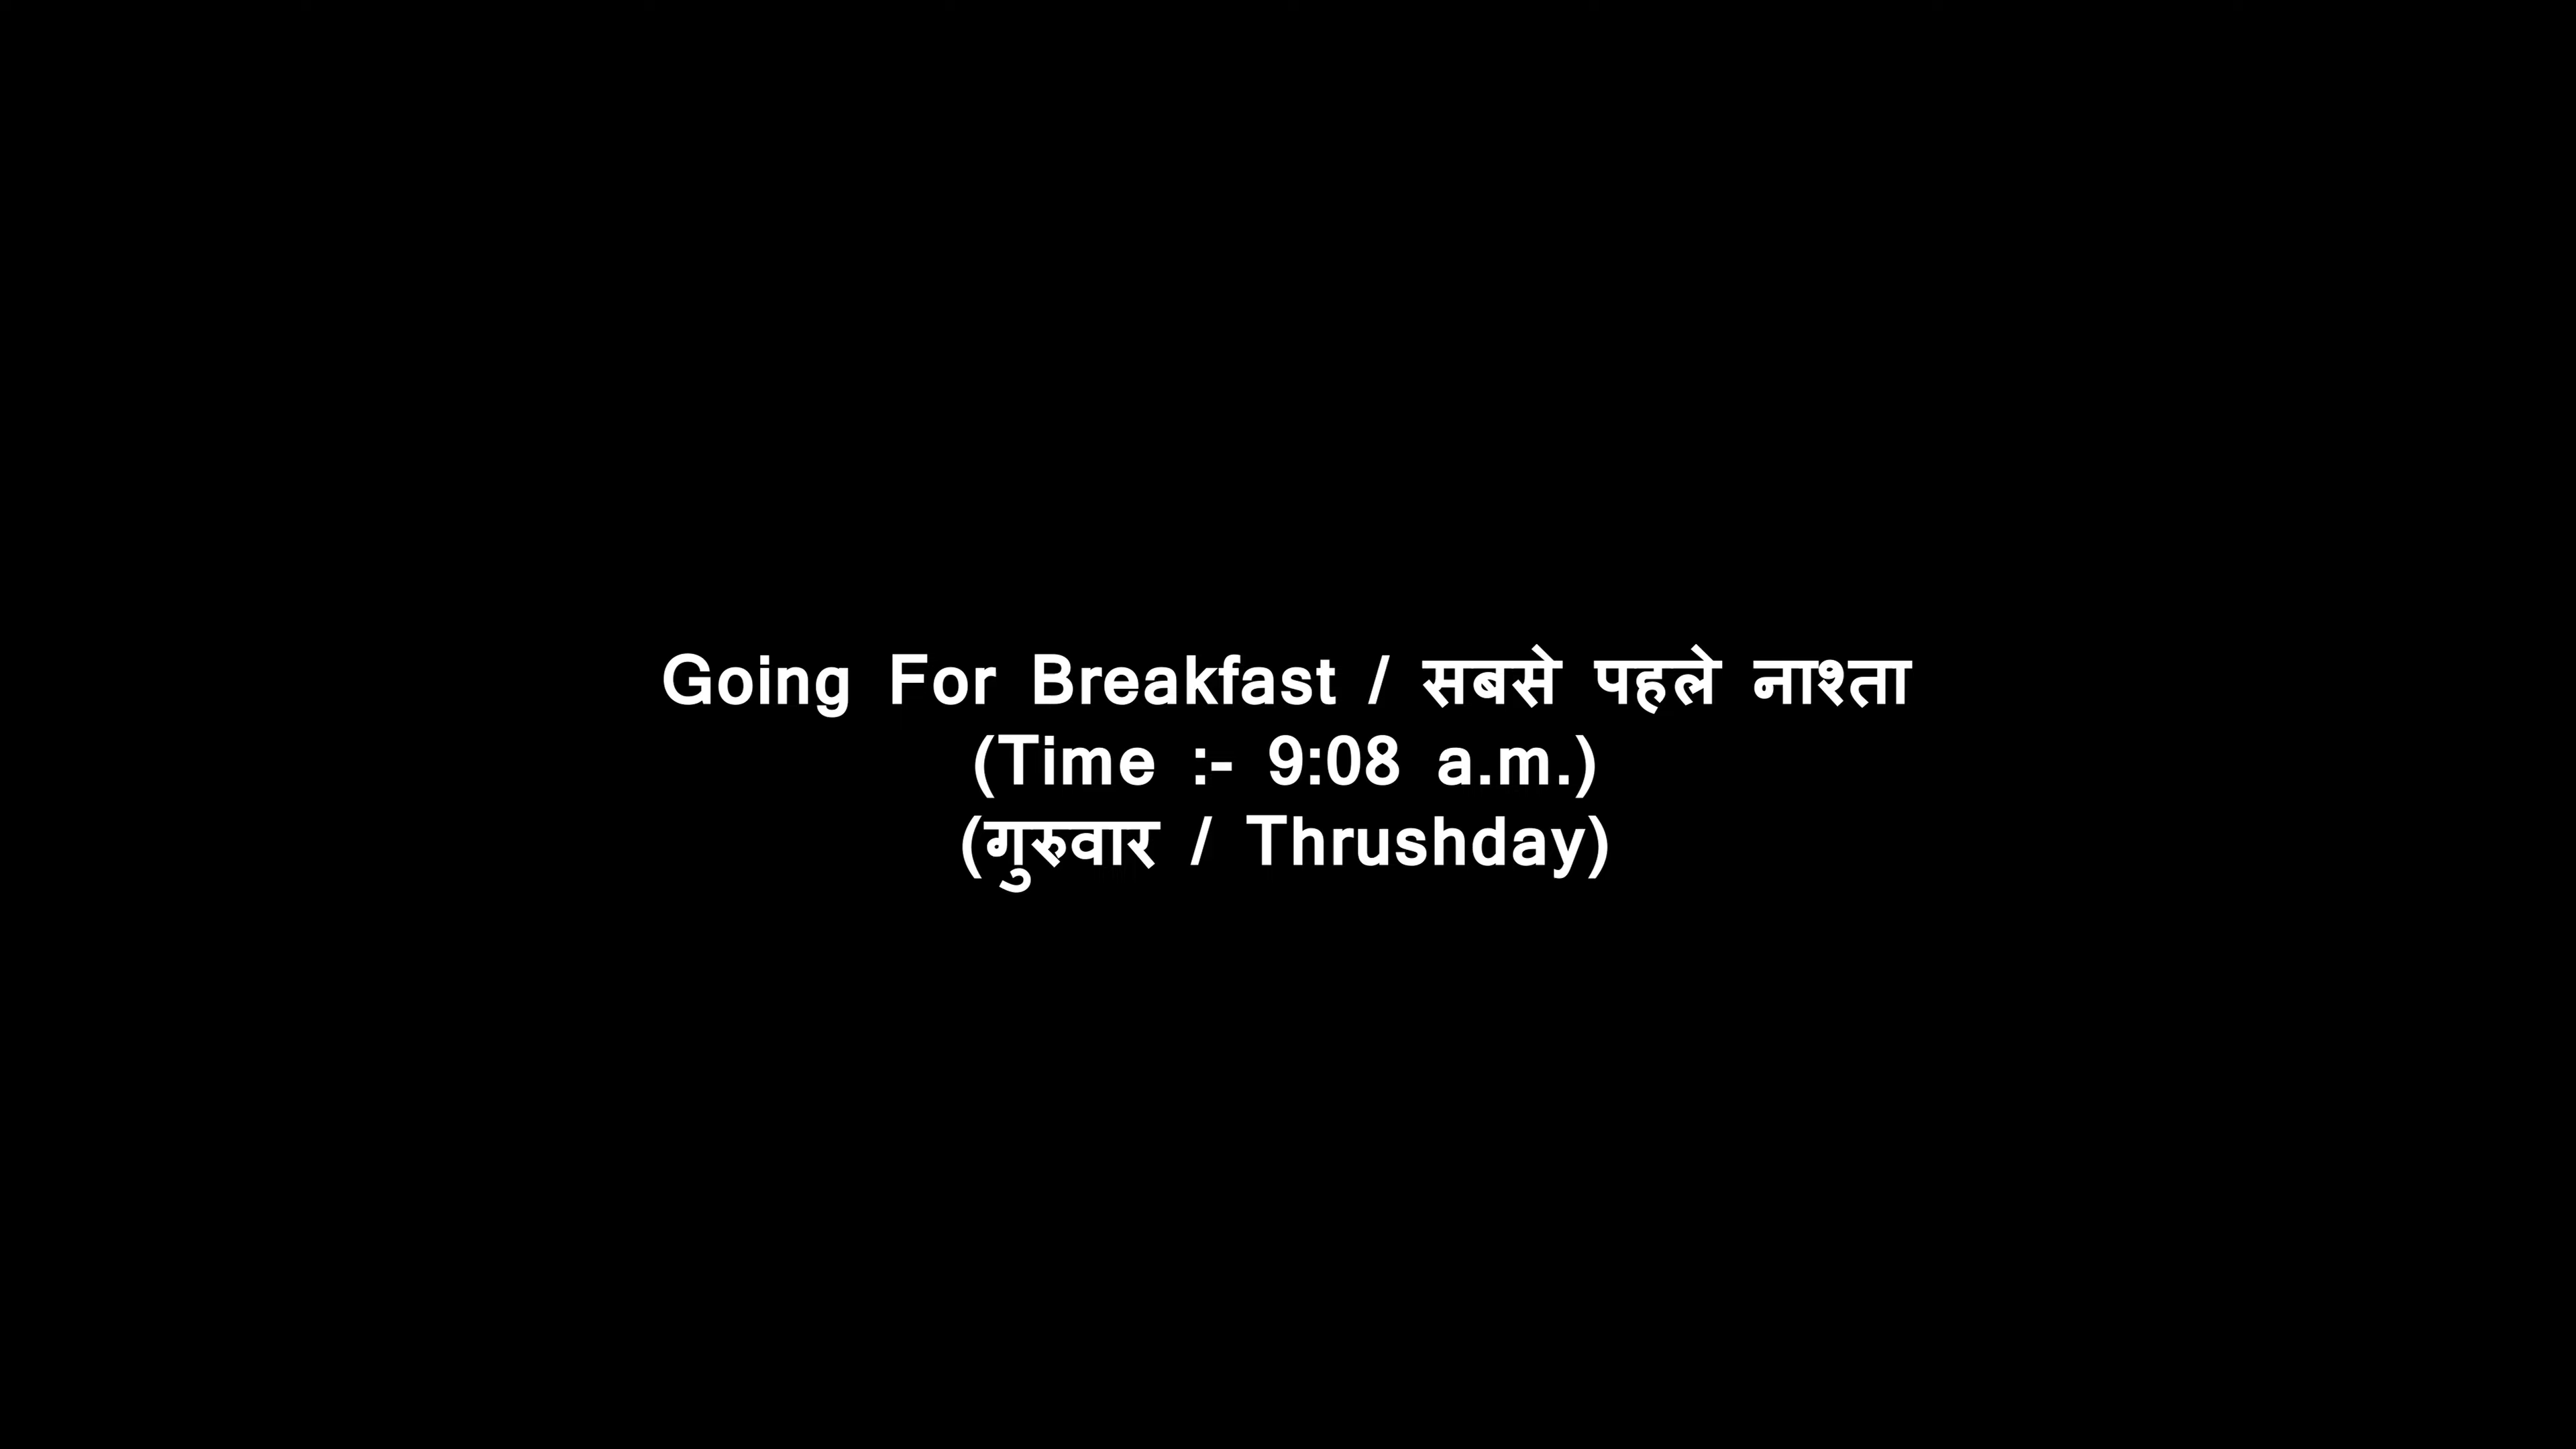 Going For Breakfast / सबसे पहले नाश्ता
(Time :- 9:08 a.m.)
(गुरुवार / Thrushday)